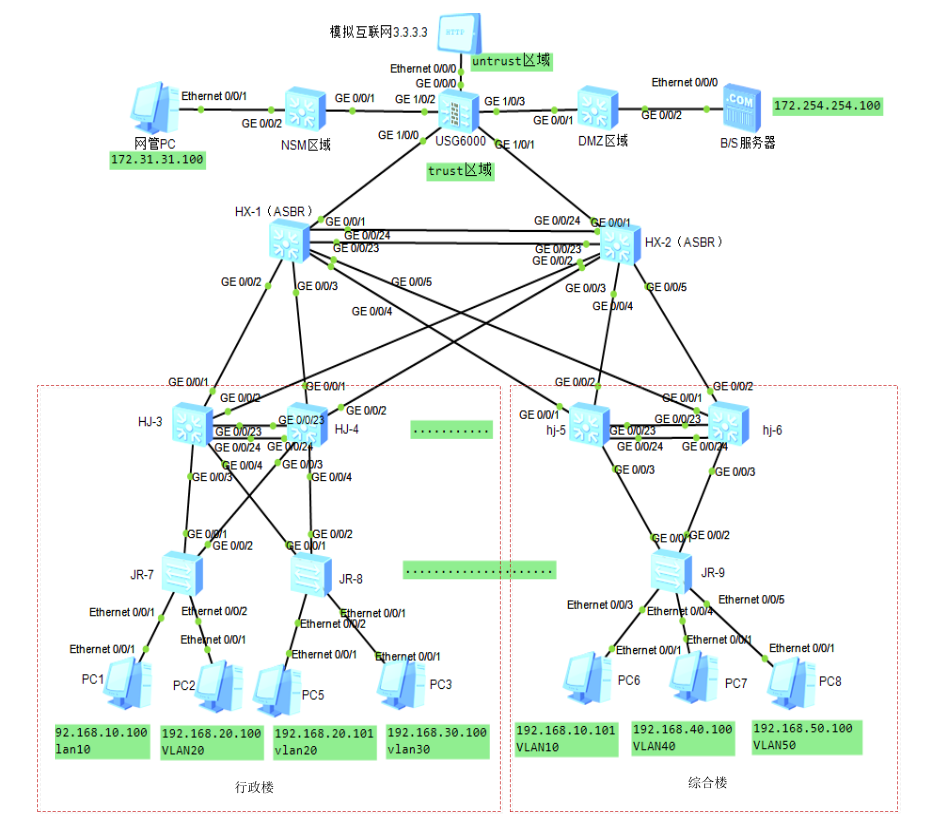 模拟互联网3.3.3.3
HTTP
Ethernet 0/0/0
untrust区域
GE 0/0/0
Ethernet 0/0/1
GE 0/0/2
GE 0/0/1
GE 1/0/2
GE 1/0/3
GE 0/0/1
GE 0/0/2
Ethernet 0/0/0
.COM
172.254.254.100
网管PC
172.31.31.100
NSM区域
GE 1/0/0
USG6000
GE 1/0/1
DMZ区域
B/S服务器
trust区域
HX-1（ASBR）
GE 0/0/1
GE 0/0/24
GE 0/0/23
GE 0/0/24
GE 0/0/1
GE 0/0/23
GE 0/0/2
HX-2（ASBR）
GE 0/0/2
GE 0/0/3
GE 0/0/5
GE 0/0/4
GE 0/0/3
GE 0/0/4
GE 0/0/5
GE 0/0/1
GE 0/0/2
GE 0/0/1
GE 0/0/2
HJ-3
GE 0/0/23
GE 0/0/23
HJ-4
GE 0/0/24
GE 0/0/24
GE 0/0/4
GE 0/0/3
GE 0/0/3
GE 0/0/4
...........
GE 0/0/2
GE 0/0/1
GE 0/0/1
GE 0/0/2
hj-5
GE 0/0/23
GE 0/0/23
hj-6
GE 0/0/24
GE 0/0/24
GE 0/0/3
GE 0/0/3
GE 0/0/1
GE 0/0/2
GE 0/0/2
GE 0/0/1
JR-7
JR-8
.....................
GE 0/0/1
GE 0/0/2
JR-9
Ethernet 0/0/1
Ethernet 0/0/2
Ethernet 0/0/1
Ethernet 0/0/1
Ethernet 0/0/2
Ethernet 0/0/1
Ethernet 0/0/1
Ethernet 0/0/1
Ethernet 0/0/3
Ethernet 0/0/4
Ethernet 0/0/5
Ethernet 0/0/1
Ethernet 0/0/1
Ethernet 0/0/1
PC1
PC2
PC5
PC3
PC6
PC7
PC8
92.168.10.100
lan10
192.168.20.100
VLAN20
192.168.20.101
vlan20
192.168.30.100
vlan30
192.168.10.101
VLAN10
192.168.40.100
VLAN40
192.168.50.100
VLAN50
行政楼
综合楼